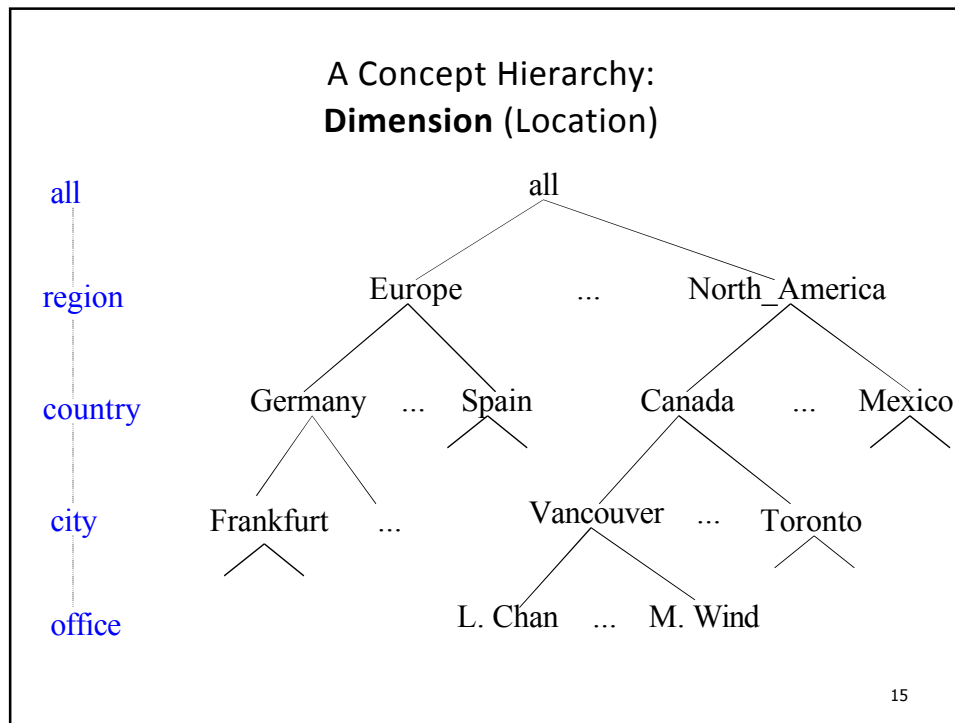 A Concept Hierarchy:
Dimension (Location)
all all
region Europe ... North_America
country Germany ... Spain Canada ... Mexico
city Frankfurt ... Vancouver ... Toronto
office L. Chan ... M. Wind
15